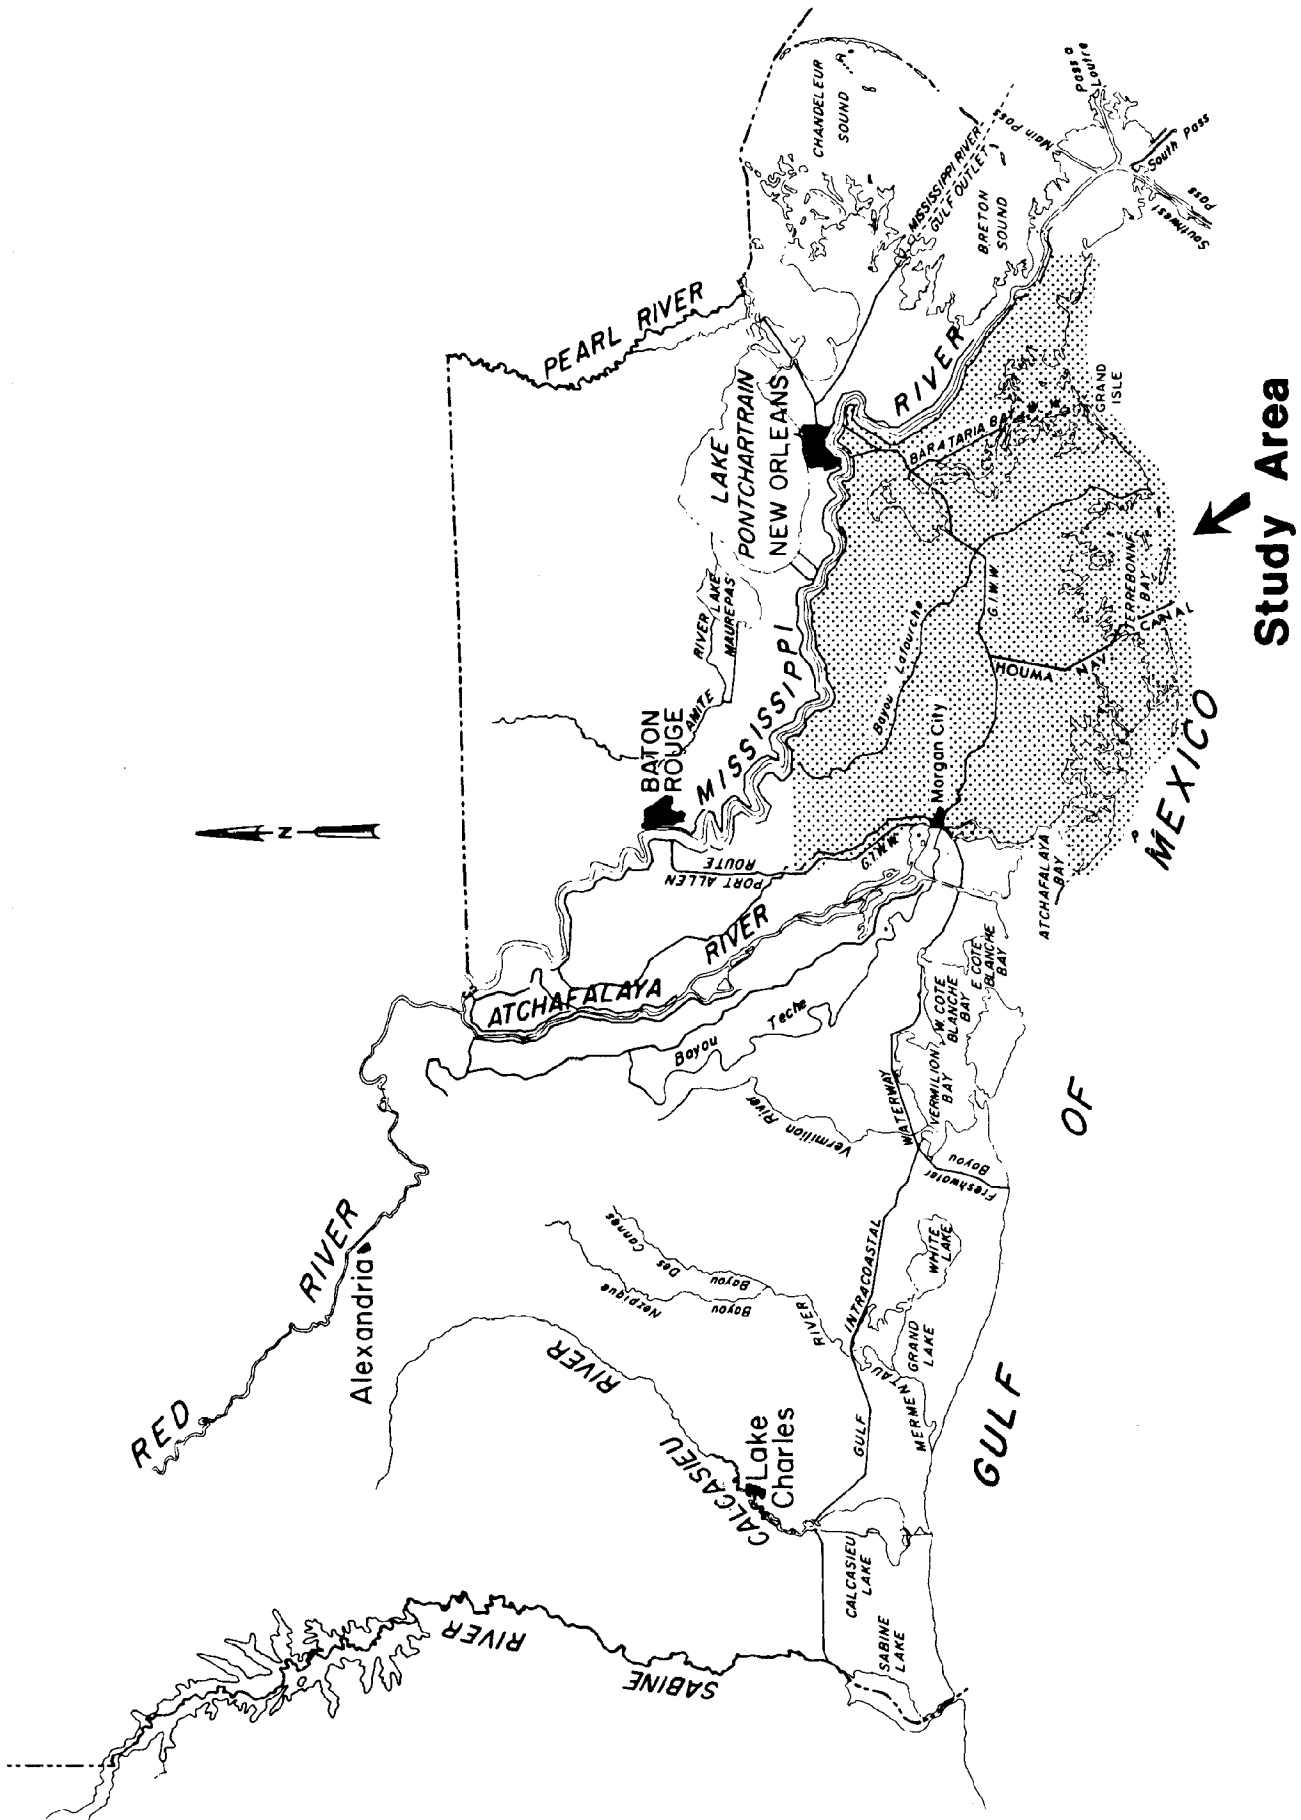 N
RED
RIVER
Alexandria
SABINE
RIVER
CALCASIEU
RIVER
Lake
Charles
CALCASIEU
LAKE
SABINE
LAKE
Bayou
Nezpique
Bayou
Des
Cannes
RIVER
MERMENTAU
GRAND
LAKE
WHITE
LAKE
GULF
INTRACOASTAL
WATERWAY
Freshwater
Bayou
Vermilion River
Bayou
Teche
VERMILION
BAY
W. COTE
BLANCHE
BAY
E. COTE
BLANCHE
BAY
ATCHAFALAYA
RIVER
ATCHAFALAYA
BAY
PORT ALLEN
ROUTE
G.I.W.W.
Morgan City
BATON
ROUGE
AMITE
RIVER
LAKE
MAUREPAS
MISSISSIPPI
RIVER
LAKE
PONTCHARTRAIN
NEW ORLEANS
PEARL RIVER
Bayou Lafourche
G.I.W.W.
HOUMA
NAV.
CANAL
TERREBONNE
BAY
BARATARIA BAY
GRAND
ISLE
CHANDELEUR
SOUND
MISSISSIPPI RIVER-
GULF OUTLET
BRETON
SOUND
Main Pass
Pass a
Loutre
South Pass
Southwest
Pass
GULF
OF
MEXICO
Study Area